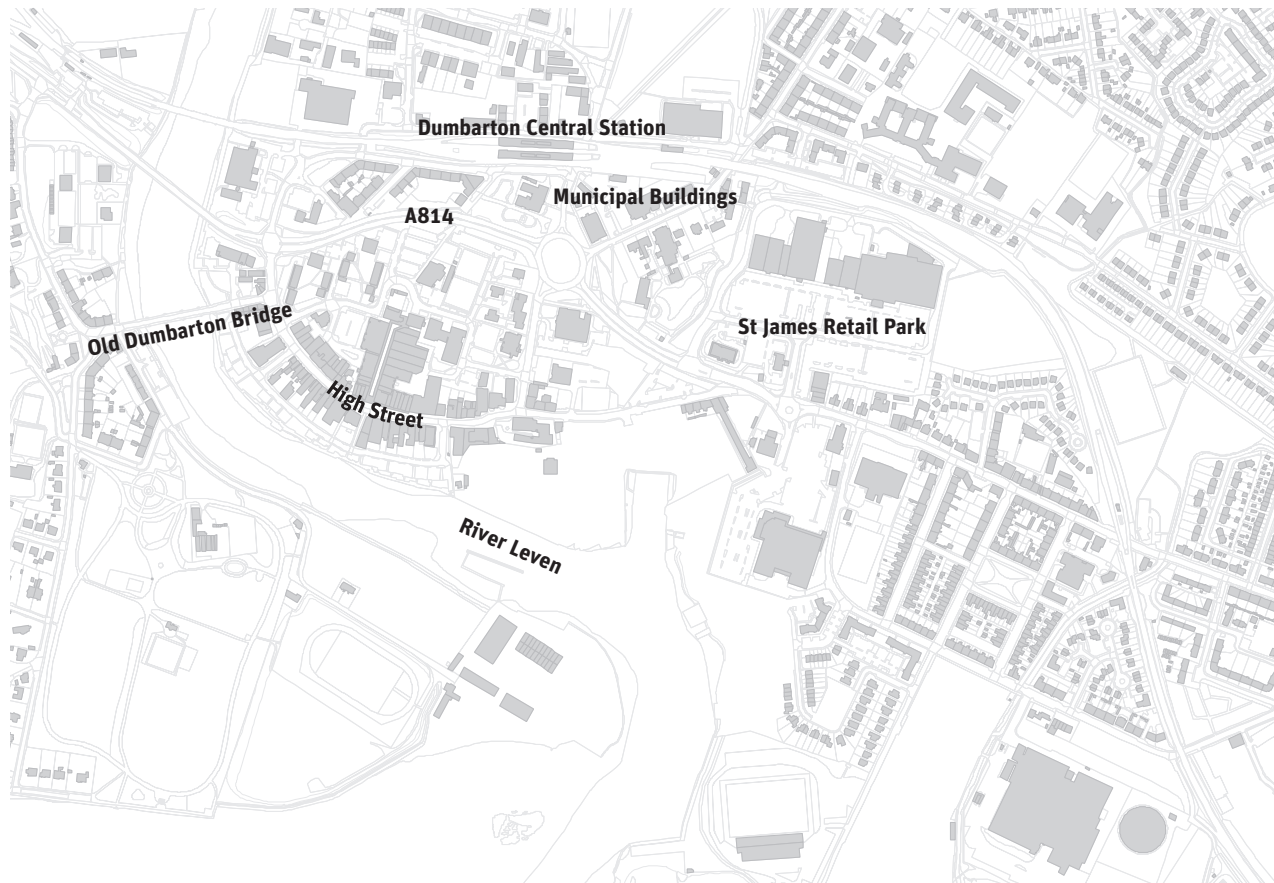 Dumbarton Central Station
Municipal Buildings
A814
Old Dumbarton Bridge
St James Retail Park
High Street
River Leven